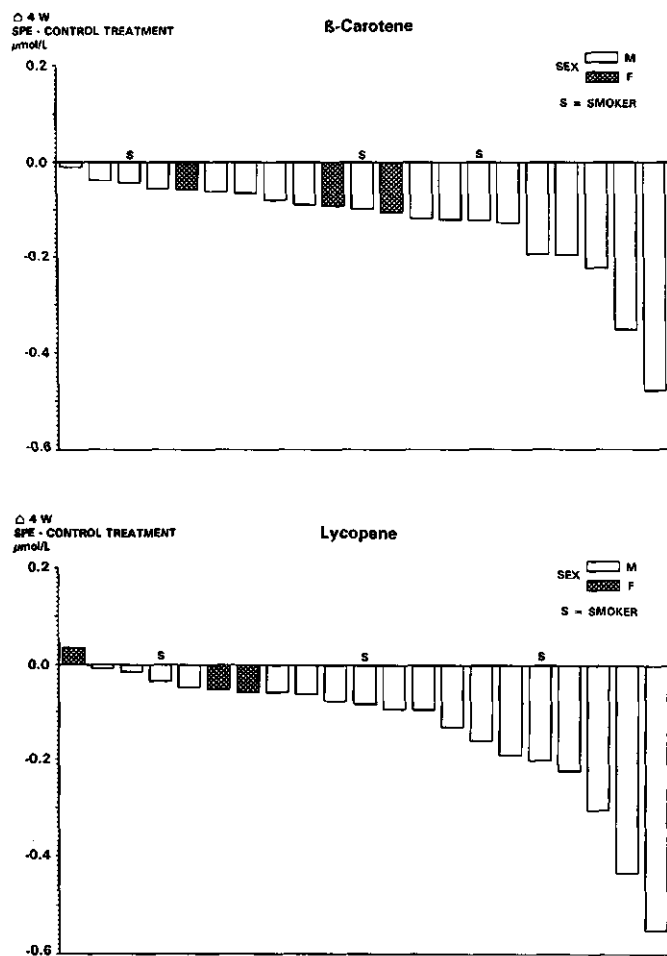 △ 4 W
SPE - CONTROL TREATMENT
μmol/L
ß-Carotene
SEX M
F
S = SMOKER
0.2
0.0
-0.2
-0.4
-0.6
S S S
△ 4 W
SPE - CONTROL TREATMENT
μmol/L
Lycopene
SEX M
F
S = SMOKER
0.2
0.0
-0.2
-0.4
-0.6
S S S